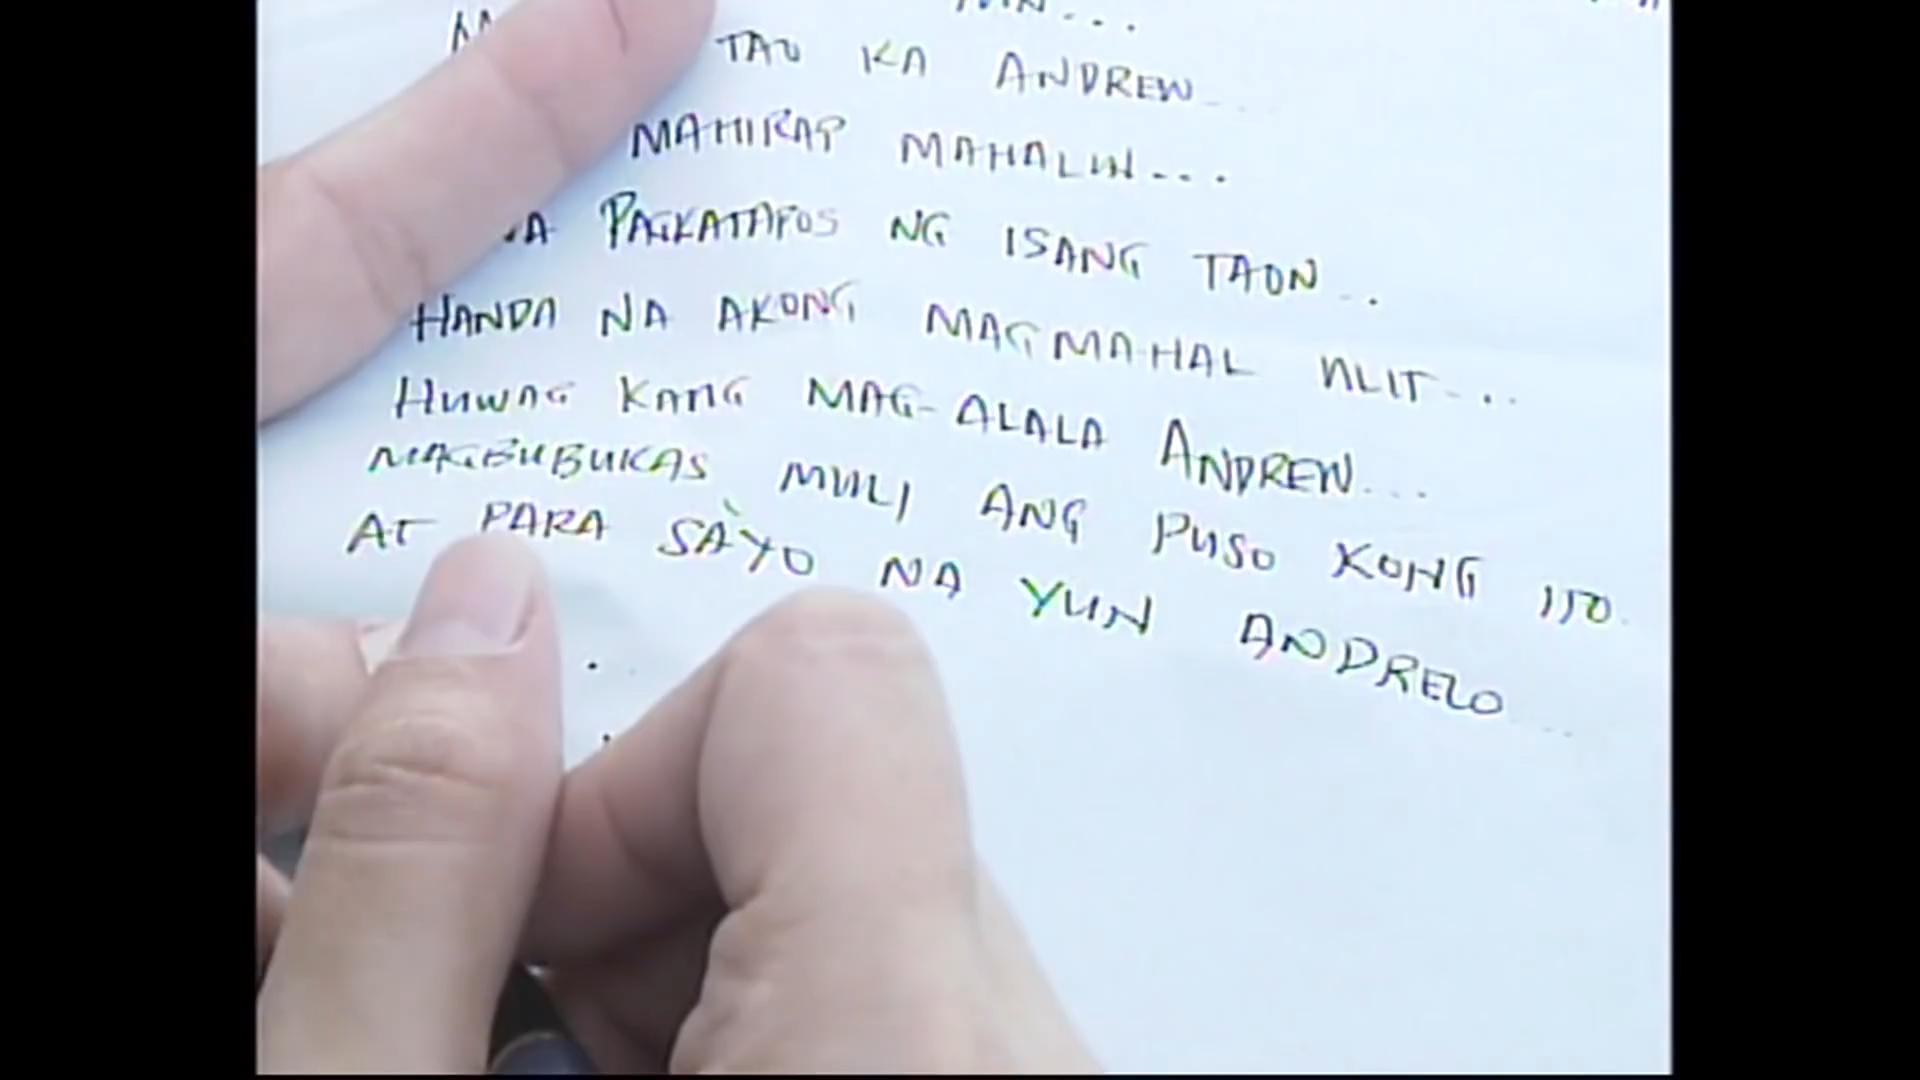 TAO KA ANDREW...
MAHIRAP MAHALIN...
PAGKATAPOS NG ISANG TAON...
HANDA NA AKONG MAGMAHAL ULIT...
HUWAG KANG MAG-ALALA ANDREW...
MAGBUBUKAS MULI ANG PUSO KONG ITO.
AT PARA SA'YO NA YUN ANDREW...